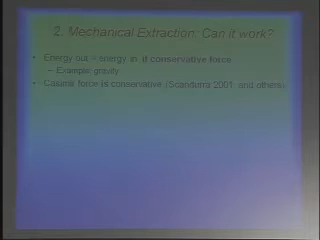 2. Mechanical Extraction: Can it work?
• Energy out = energy in if conservative force
– Example: gravity
• Casimir force is conservative (Scandurra 2001, and others)